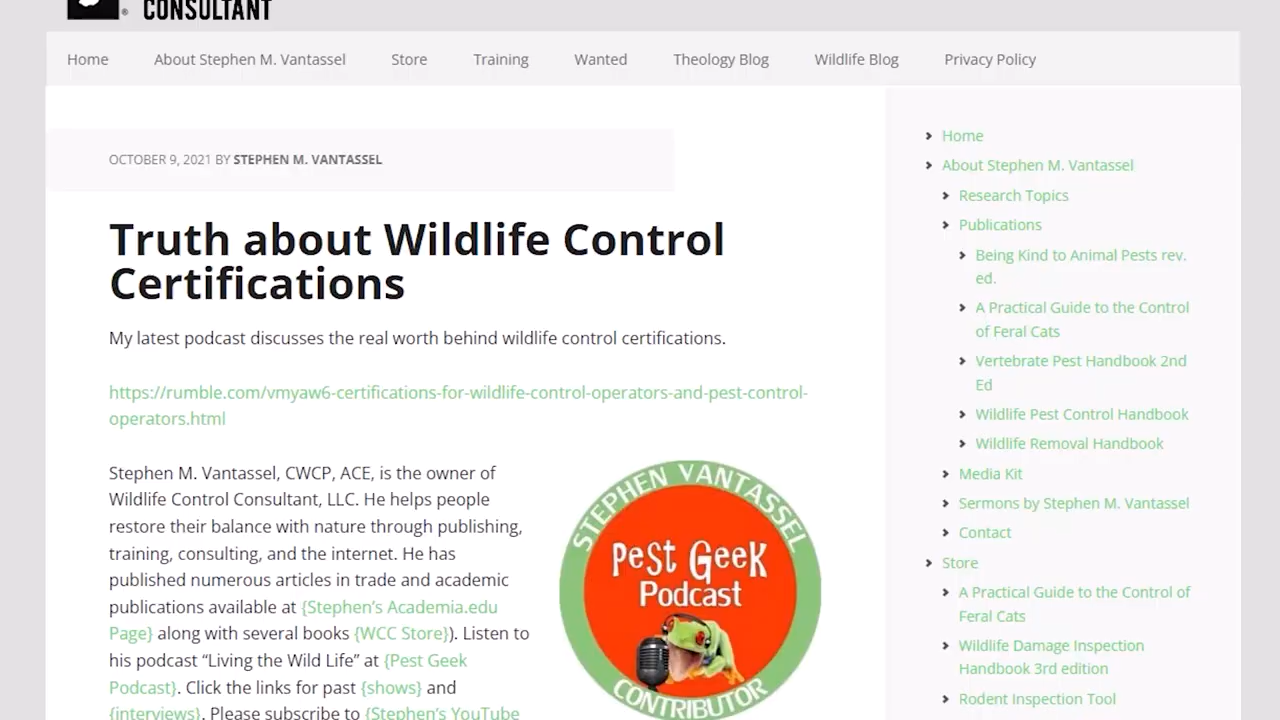 CONSULTANT
Home About Stephen M. Vantassel Store Training Wanted Theology Blog Wildlife Blog Privacy Policy
OCTOBER 9, 2021 BY STEPHEN M. VANTASSEL
Truth about Wildlife Control
Certifications
My latest podcast discusses the real worth behind wildlife control certifications.
https://rumble.com/vmyaw6-certifications-for-wildlife-control-operators-and-pest-control-
operators.html
Stephen M. Vantassel, CWCP, ACE, is the owner of
Wildlife Control Consultant, LLC. He helps people
restore their balance with nature through publishing,
training, consulting, and the internet. He has
published numerous articles in trade and academic
publications available at {Stephen’s Academia.edu
Page} along with several books {WCC Store}). Listen to
his podcast “Living the Wild Life” at {Pest Geek
Podcast}. Click the links for past {shows} and
{interviews}. Please subscribe to {Stephen’s YouTube
STEPHEN VANTASSEL
PeST GeeK
Podcast
CONTRIBUTOR
Home
About Stephen M. Vantassel
Research Topics
Publications
Being Kind to Animal Pests rev.
ed.
A Practical Guide to the Control
of Feral Cats
Vertebrate Pest Handbook 2nd
Ed
Wildlife Pest Control Handbook
Wildlife Removal Handbook
Media Kit
Sermons by Stephen M. Vantassel
Contact
Store
A Practical Guide to the Control of
Feral Cats
Wildlife Damage Inspection
Handbook 3rd edition
Rodent Inspection Tool